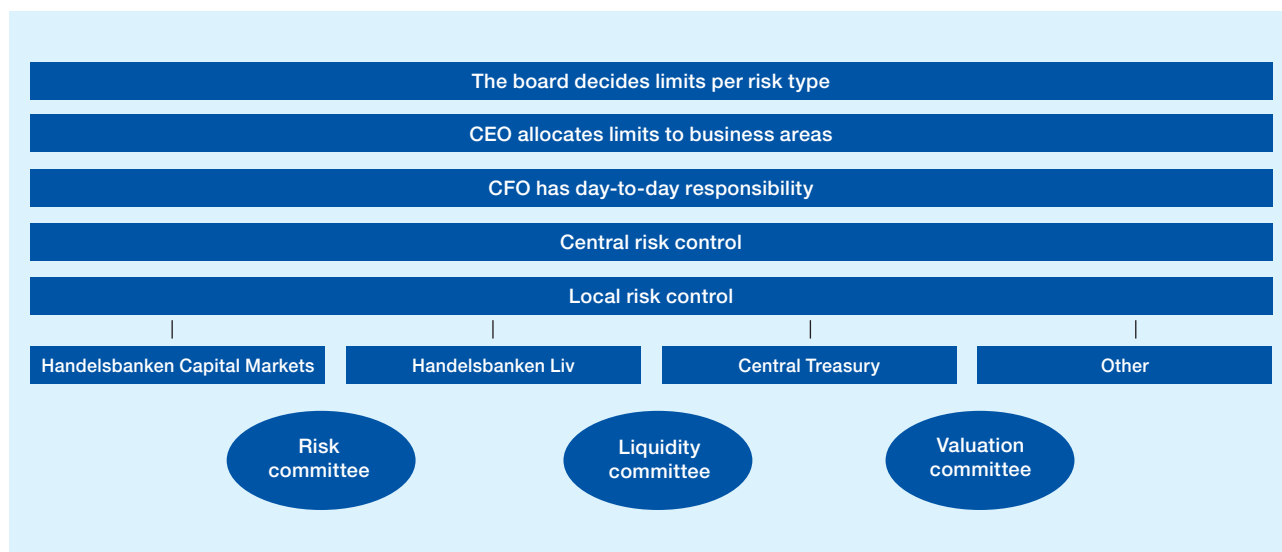 The board decides limits per risk type
CEO allocates limits to business areas
CFO has day-to-day responsibility
Central risk control
Local risk control
Handelsbanken Capital Markets
Handelsbanken Liv
Central Treasury
Other
Risk
committee
Liquidity
committee
Valuation
committee